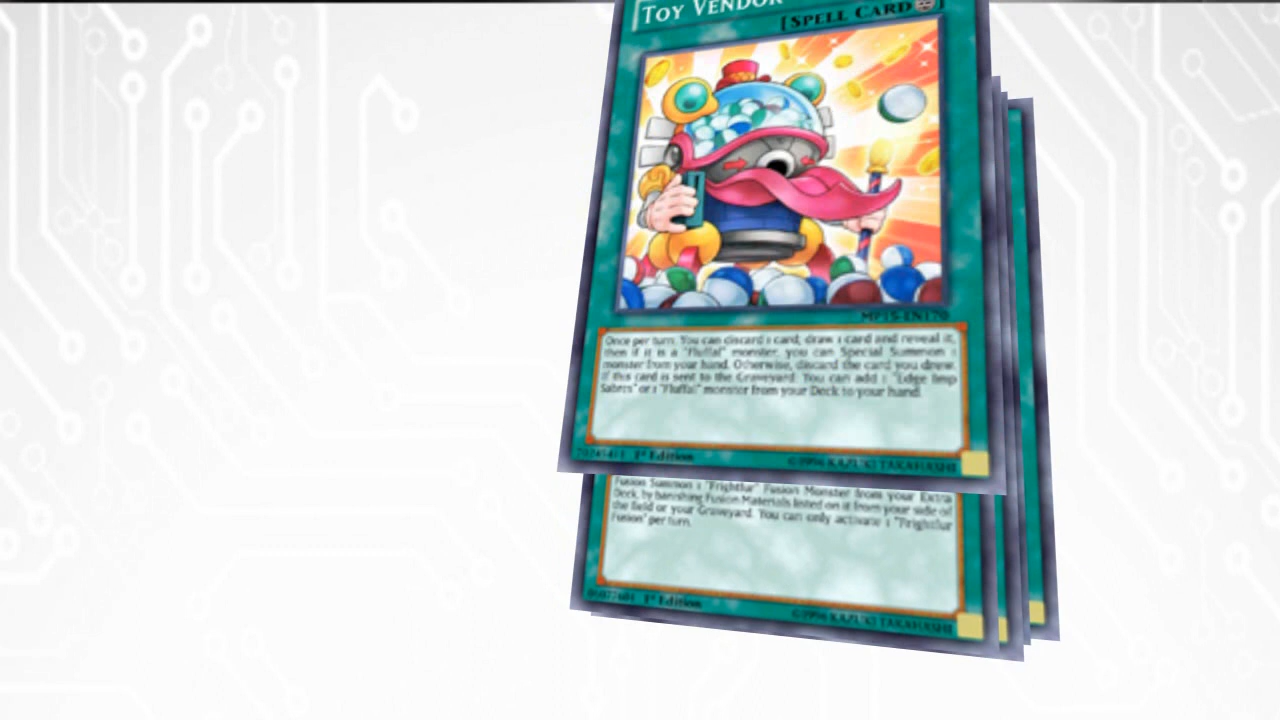 TOY VENDOR
[SPELL CARD]
MP15-EN170
Once per turn: You can discard 1 card; draw 1 card and reveal it,
then if it is a "Fluffal" monster, you can Special Summon 1
monster from your hand. Otherwise, discard the card you drew.
If this card is sent to the Graveyard: You can add 1 "Edge Imp
Sabres" or 1 "Fluffal" monster from your Deck to your hand.
1st Edition
©1996 KAZUKI TAKAHASHI
Fusion Summon 1 "Frightfur" Fusion Monster from your Extra
Deck, by banishing Fusion Materials listed on it from your side of
the field or your Graveyard. You can only activate 1 "Frightfur
Fusion" per turn.
1st Edition
©1996 KAZUKI TAKAHASHI